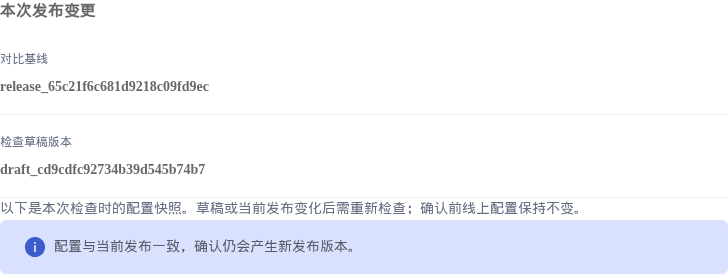 本次发布变更
对比基线
release_65c21f6c681d9218c09fd9ec
检查草稿版本
draft_cd9cdfc92734b39d545b74b7
以下是本次检查时的配置快照。草稿或当前发布变化后需重新检查；确认前线上配置保持不变。
配置与当前发布一致，确认仍会产生新发布版本。